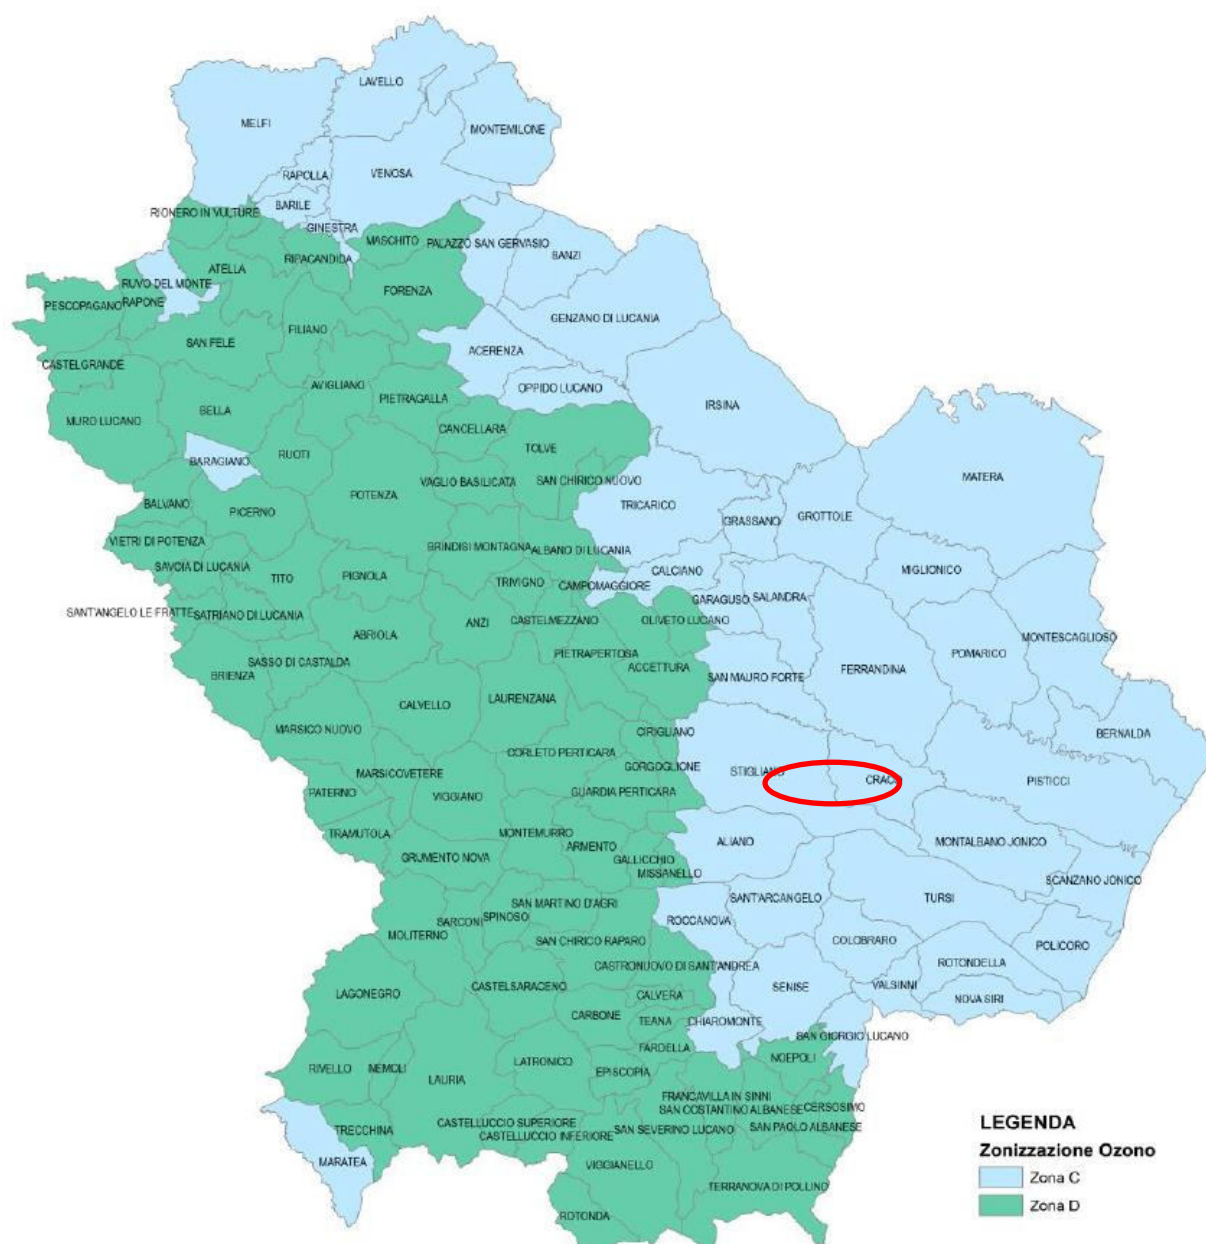 LAVELLO
MELFI
MONTEMILONE
RAPOLLA
VENOSA
BARILE
RIONERO IN VULTURE
GINESTRA
MASCHITO
PALAZZO SAN GERVASIO
BANZI
RIPACANDIDA
ATELLA
RUVO DEL MONTE
FORENZA
PESCOPAGANO
RAPONE
GENZANO DI LUCANIA
FILIANO
SAN FELE
ACERENZA
CASTELGRANDE
AVIGLIANO
OPPIDO LUCANO
PIETRAGALLA
IRSINA
BELLA
MURO LUCANO
CANCELLARA
TOLVE
RUOTI
BARAGIANO
MATERA
VAGLIO BASILICATA
SAN CHIRICO NUOVO
POTENZA
BALVANO
TRICARICO
PICERNO
GRASSANO
GROTTOLE
VIETRI DI POTENZA
BRINDISI MONTAGNA
ALBANO DI LUCANIA
SAVOIA DI LUCANIA
TITO
PIGNOLA
TRIVIGNO
CAMPOMAGGIORE
CALCIANO
MIGLIONICO
GARAGUSO
SALANDRA
SANT'ANGELO LE FRATTE
SATRIANO DI LUCANIA
ABRIOLA
ANZI
CASTELMEZZANO
OLIVETO LUCANO
MONTESCAGLIOSO
PIETRAPERTOSA
POMARICO
SASSO DI CASTALDA
BRIENZA
ACCETTURA
SAN MAURO FORTE
FERRANDINA
LAURENZANA
CALVELLO
MARSICO NUOVO
CIRIGLIANO
BERNALDA
CORLETO PERTICARA
GORGOGLIONE
STIGLIANO
MARSICOVETERE
CRACO
PISTICCI
PATERNO
VIGGIANO
GUARDIA PERTICARA
TRAMUTOLA
MONTEMURRO
ARMENTO
ALIANO
MONTALBANO JONICO
GRUMENTO NOVA
GALLICCHIO
MISSANELLO
SCANZANO JONICO
SANT'ARCANGELO
TURSI
SAN MARTINO D'AGRI
SPINOSO
SARCONI
ROCCANOVA
MOLITERNO
SAN CHIRICO RAPARO
COLOBRARO
POLICORO
CASTRONUOVO DI SANT'ANDREA
ROTONDELLA
CASTELSARACENO
SENISE
VALSINNI
LAGONEGRO
CALVERA
NOVA SIRI
CARBONE
TEANA
CHIAROMONTE
SAN GIORGIO LUCANO
FARDELLA
RIVELLO
NEMOLI
LATRONICO
NOEPOLI
EPISCOPIA
LAURIA
FRANCAVILLA IN SINNI
SAN COSTANTINO ALBANESE
CERSOSIMO
CASTELLUCCIO SUPERIORE
TRECCHINA
SAN SEVERINO LUCANO
SAN PAOLO ALBANESE
CASTELLUCCIO INFERIORE
MARATEA
VIGGIANELLO
TERRANOVA DI POLLINO
ROTONDA
LEGENDA
Zonizzazione Ozono
Zona C
Zona D